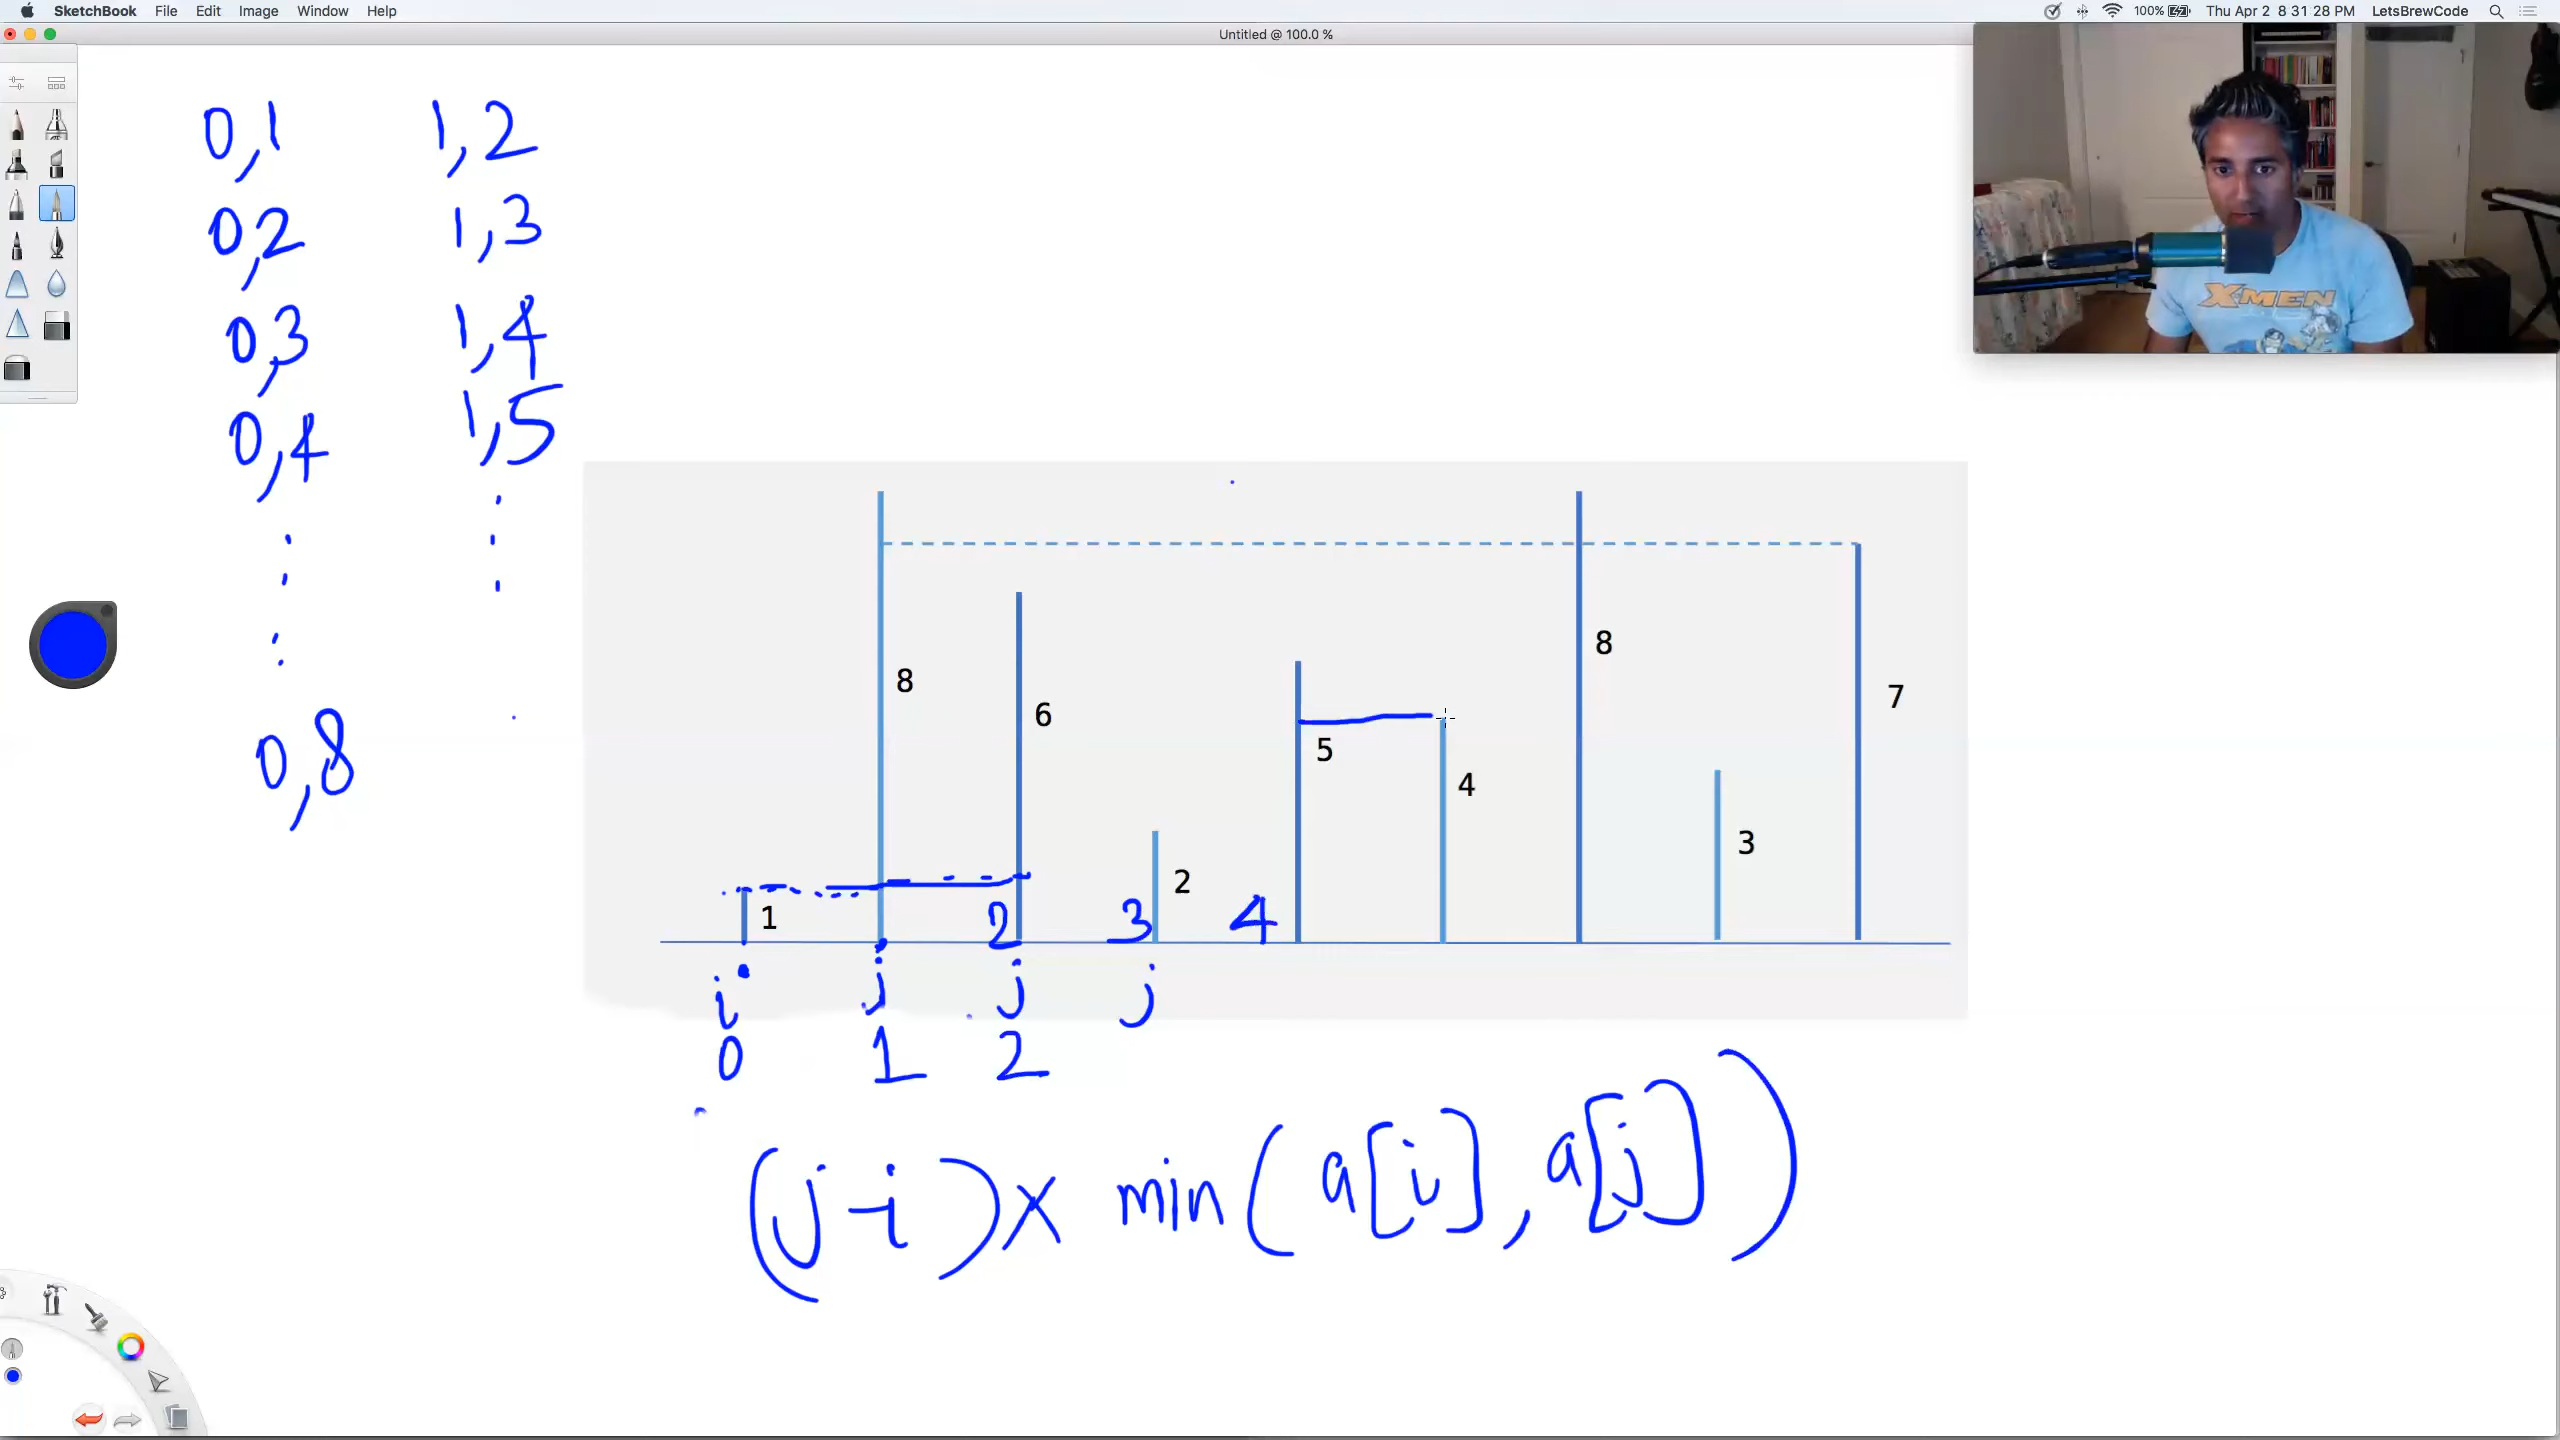 SketchBook File Edit Image Window Help
100% Thu Apr 2 8 31 28 PM LetsBrewCode
Untitled @ 100.0 %
X-MEN
0,1 1,2
0,2 1,3
0,3 1,4
0,4 1,5
0,8
8
8
6
7
5
4
3
2
1
2 3 4
i j j j
0 1 2
(j-i) x min( a[i], a[j] )